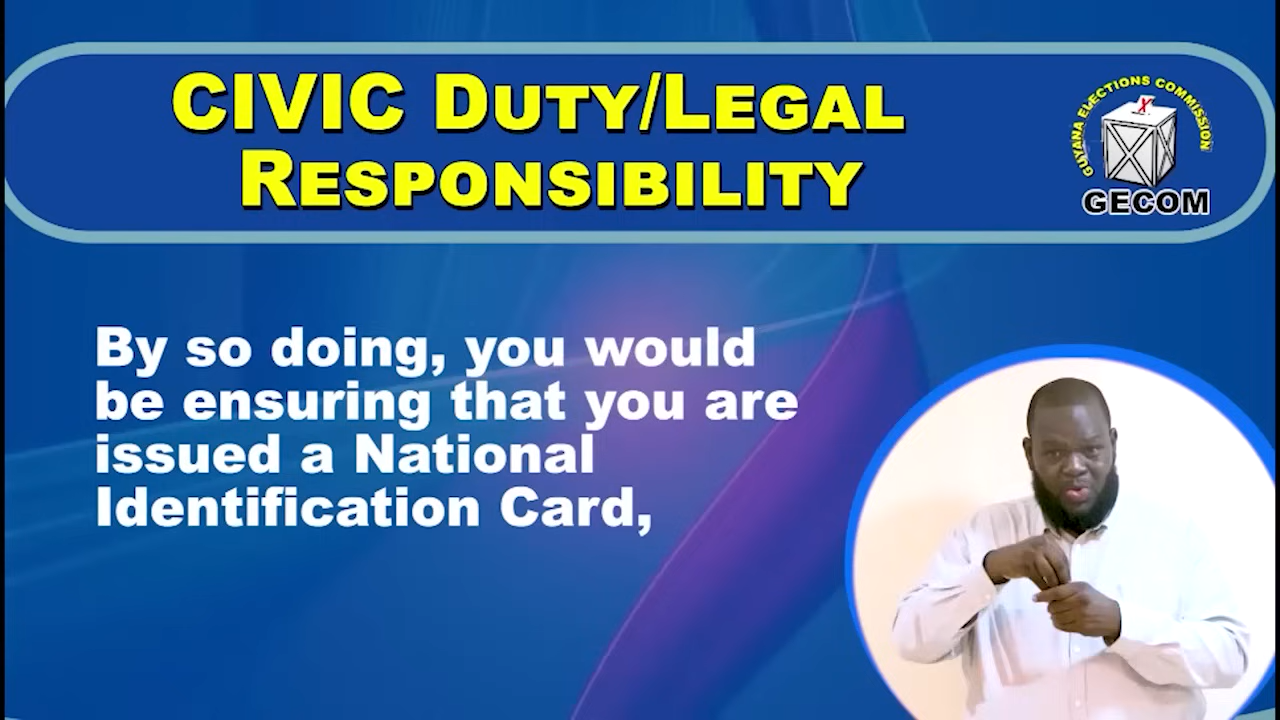 CIVIC DUTY/LEGAL
RESPONSIBILITY
GUYANA ELECTIONS COMMISSION
X
GECOM
By so doing, you would
be ensuring that you are
issued a National
Identification Card,